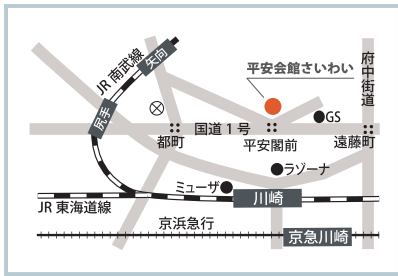 JR 南武線
矢向
平安会館さいわい
府中街道
尻手
GS
国道1号
都町
平安閣前
遠藤町
ラゾーナ
ミューザ
川崎
JR 東海道線
京浜急行
京急川崎